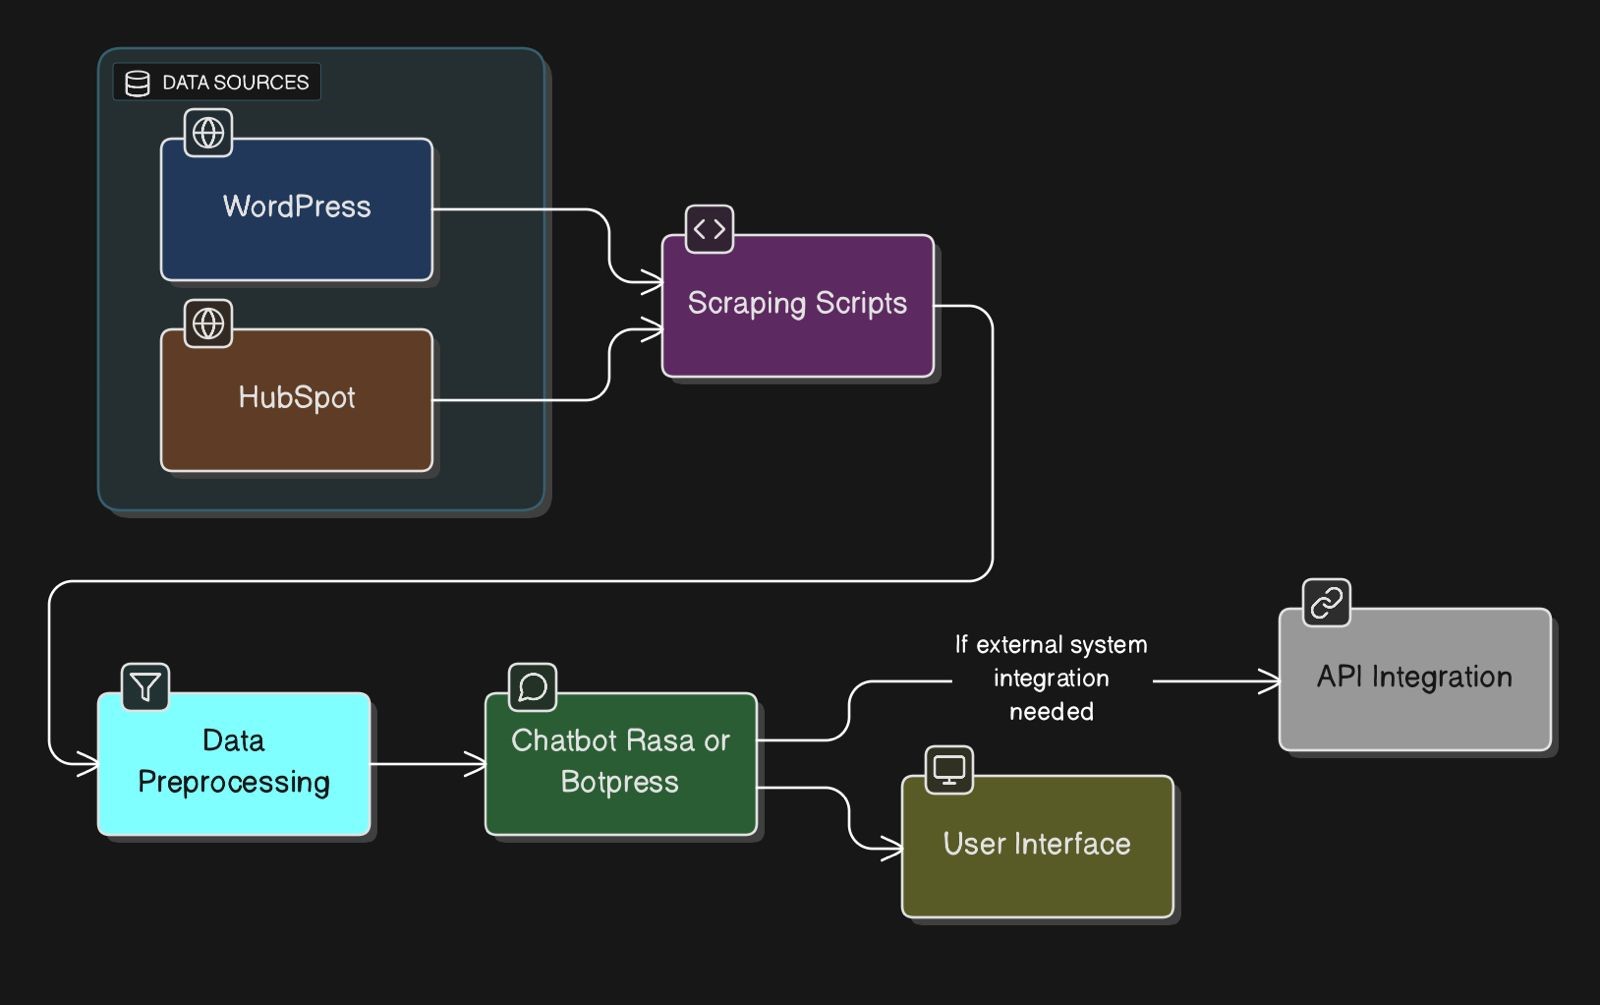 DATA SOURCES
WordPress
HubSpot
Scraping Scripts
Data
Preprocessing
Chatbot Rasa or
Botpress
If external system
integration
needed
API Integration
User Interface